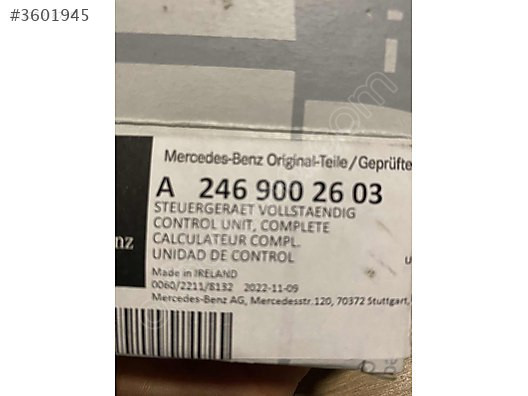 #3601945
Mercedes-Benz Original-Teile/Geprüfte
A 246 900 26 03
STEUERGERAET VOLLSTAENDIG
CONTROL UNIT, COMPLETE
CALCULATEUR COMPL.
UNIDAD DE CONTROL
nz
Made in IRELAND
0060/2211/8132 2022-11-09
Mercedes-Benz AG, Mercedesstr.120, 70372 Stuttgart,